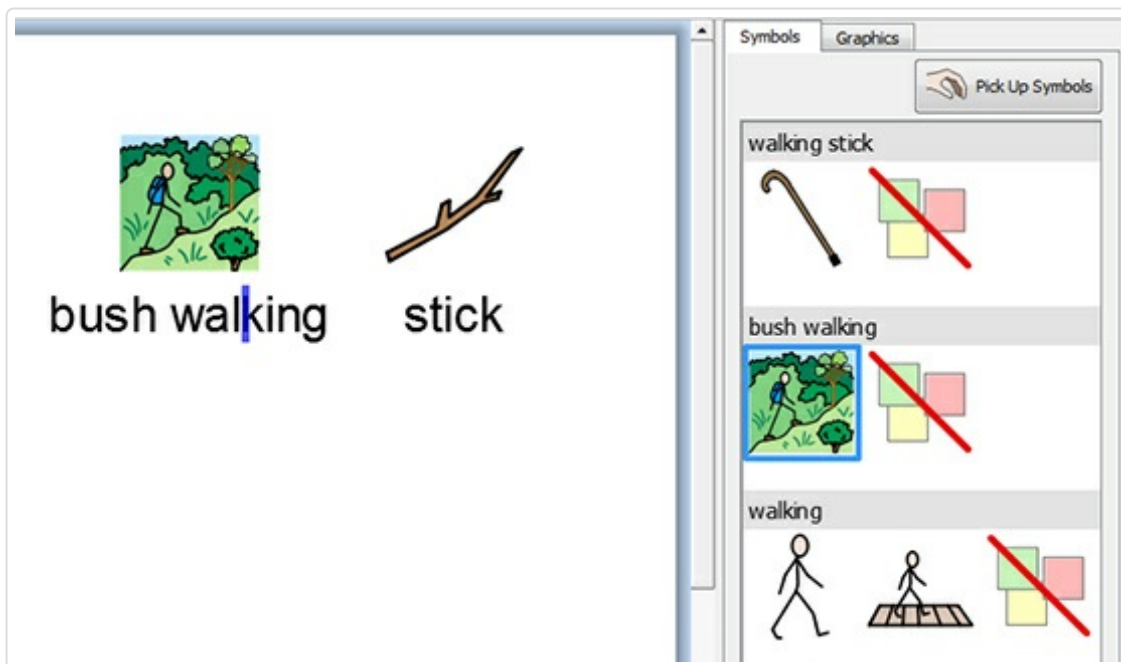 bush walking stick
Symbols Graphics
Pick Up Symbols
walking stick
bush walking
walking